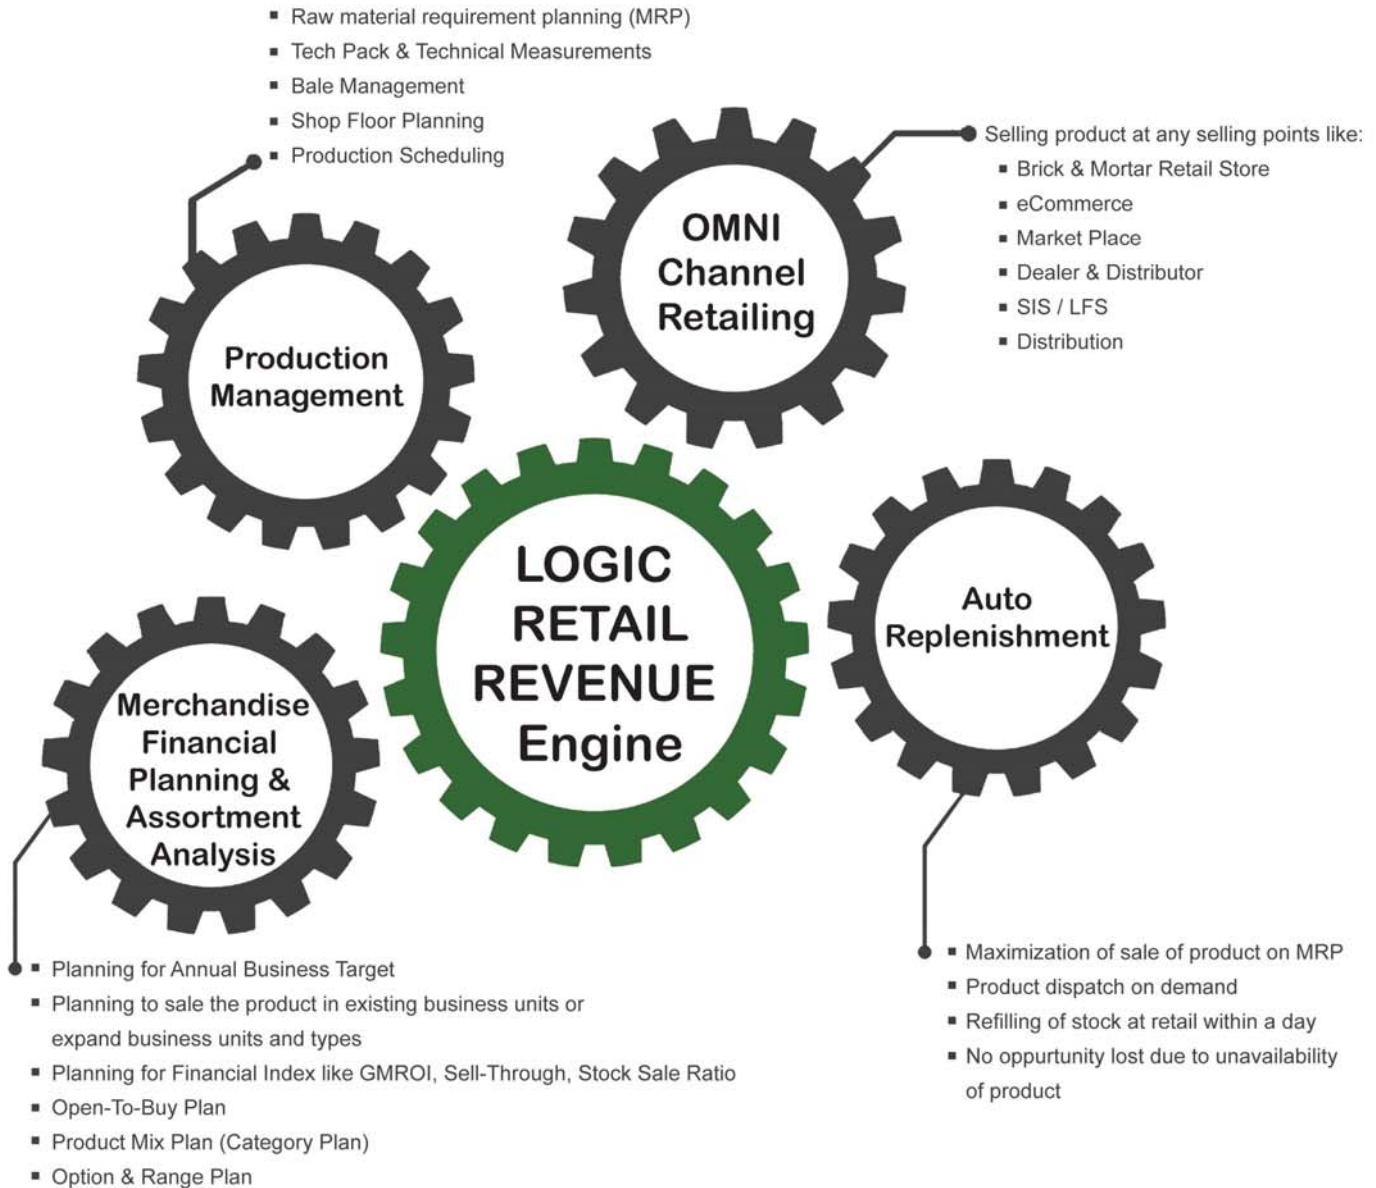 ▪ Raw material requirement planning (MRP)
▪ Tech Pack & Technical Measurements
▪ Bale Management
▪ Shop Floor Planning
▪ Production Scheduling
Production
Management
OMNI
Channel
Retailing
Selling product at any selling points like:
▪ Brick & Mortar Retail Store
▪ eCommerce
▪ Market Place
▪ Dealer & Distributor
▪ SIS / LFS
▪ Distribution
LOGIC
RETAIL
REVENUE
Engine
Auto
Replenishment
Merchandise
Financial
Planning &
Assortment
Analysis
▪ Planning for Annual Business Target
▪ Planning to sale the product in existing business units or
expand business units and types
▪ Planning for Financial Index like GMROI, Sell-Through, Stock Sale Ratio
▪ Open-To-Buy Plan
▪ Product Mix Plan (Category Plan)
▪ Option & Range Plan
▪ Maximization of sale of product on MRP
▪ Product dispatch on demand
▪ Refilling of stock at retail within a day
▪ No oppurtunity lost due to unavailability
of product